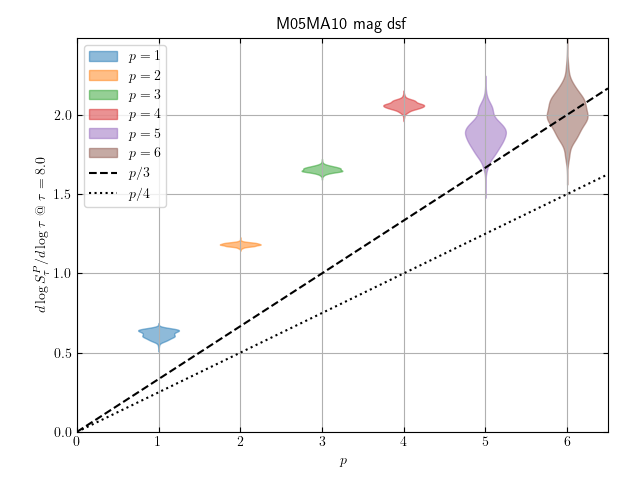 M05MA10 mag dsf
p = 1
p = 2
p = 3
p = 4
p = 5
p = 6
p/3
p/4
d log S_τ^P / d log τ @ τ = 8.0
2.0
1.5
1.0
0.5
0.0
0 1 2 3 4 5 6
p